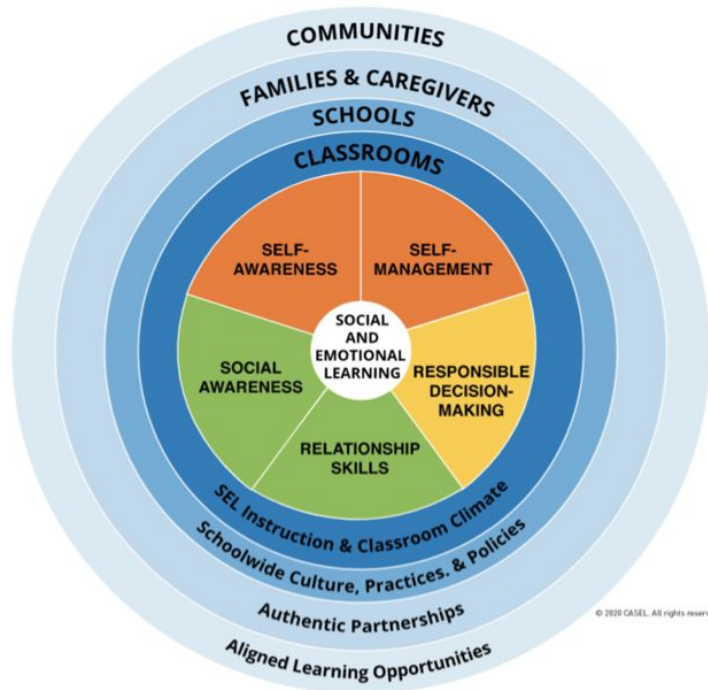 COMMUNITIES
FAMILIES & CAREGIVERS
SCHOOLS
CLASSROOMS
SELF-
AWARENESS
SELF-
MANAGEMENT
SOCIAL
AND
EMOTIONAL
LEARNING
SOCIAL
AWARENESS
RESPONSIBLE
DECISION-
MAKING
RELATIONSHIP
SKILLS
SEL Instruction & Classroom Climate
Schoolwide Culture, Practices. & Policies
Authentic Partnerships
Aligned Learning Opportunities
© 2020 CASEL. All rights reserv